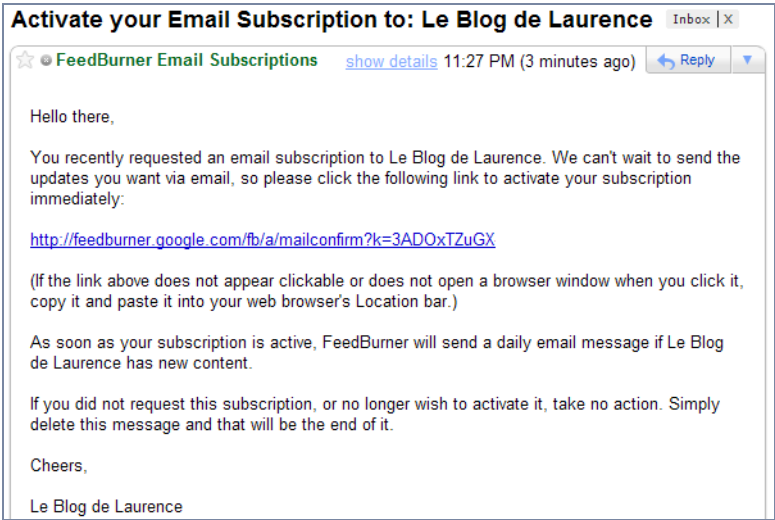 Activate your Email Subscription to: Le Blog de Laurence Inbox | X
FeedBurner Email Subscriptions show details 11:27 PM (3 minutes ago) Reply
Hello there,
You recently requested an email subscription to Le Blog de Laurence. We can't wait to send the
updates you want via email, so please click the following link to activate your subscription
immediately:
http://feedburner.google.com/fb/a/mailconfirm?k=3ADOxTZuGX
(If the link above does not appear clickable or does not open a browser window when you click it,
copy it and paste it into your web browser's Location bar.)
As soon as your subscription is active, FeedBurner will send a daily email message if Le Blog
de Laurence has new content.
If you did not request this subscription, or no longer wish to activate it, take no action. Simply
delete this message and that will be the end of it.
Cheers,
Le Blog de Laurence